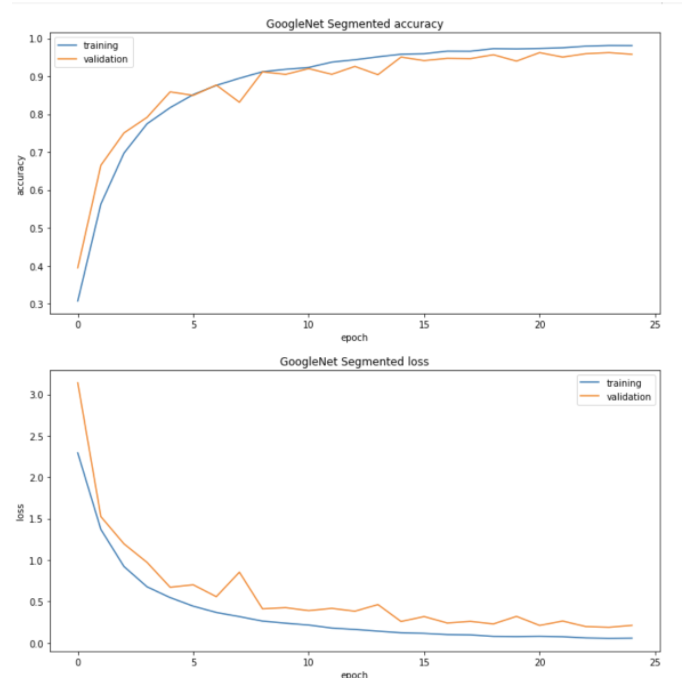 GoogleNet Segmented accuracy
training
validation
1.0
0.9
0.8
0.7
0.6
0.5
0.4
0.3
accuracy
0 5 10 15 20 25
epoch
GoogleNet Segmented loss
training
validation
3.0
2.5
2.0
1.5
1.0
0.5
0.0
loss
0 5 10 15 20 25
epoch